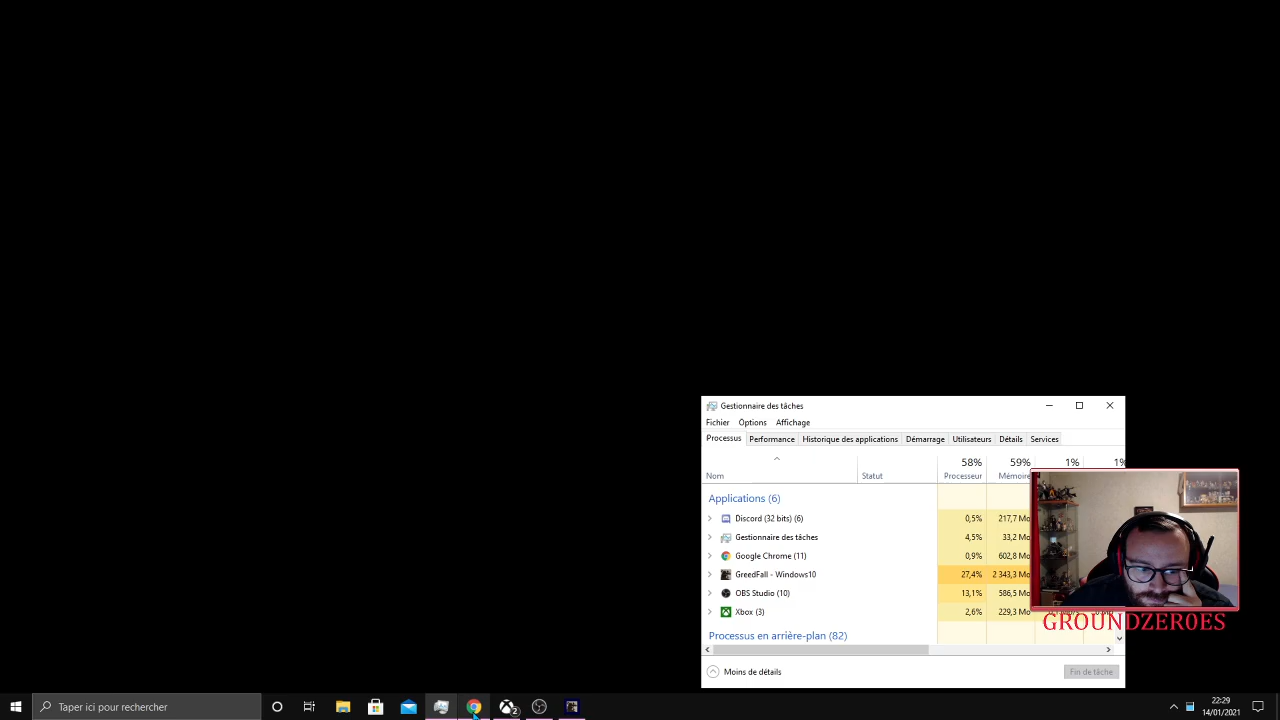 Gestionnaire des tâches
Fichier Options Affichage
Processus Performance Historique des applications Démarrage Utilisateurs Détails Services
58% 59% 1% 1%
Nom Statut Processeur Mémoire
Applications (6)
Discord (32 bits) (6) 0,5% 217,7 Mo
Gestionnaire des tâches 4,5% 33,2 Mo
Google Chrome (11) 0,9% 602,8 Mo
GreedFall - Windows10 27,4% 2 343,3 Mo
OBS Studio (10) 13,1% 586,5 Mo
Xbox (3) 2,6% 229,3 Mo
GROUNDZER0ES
Processus en arrière-plan (82)
Moins de détails Fin de tâche
Taper ici pour rechercher
2
22:29
14/01/2021